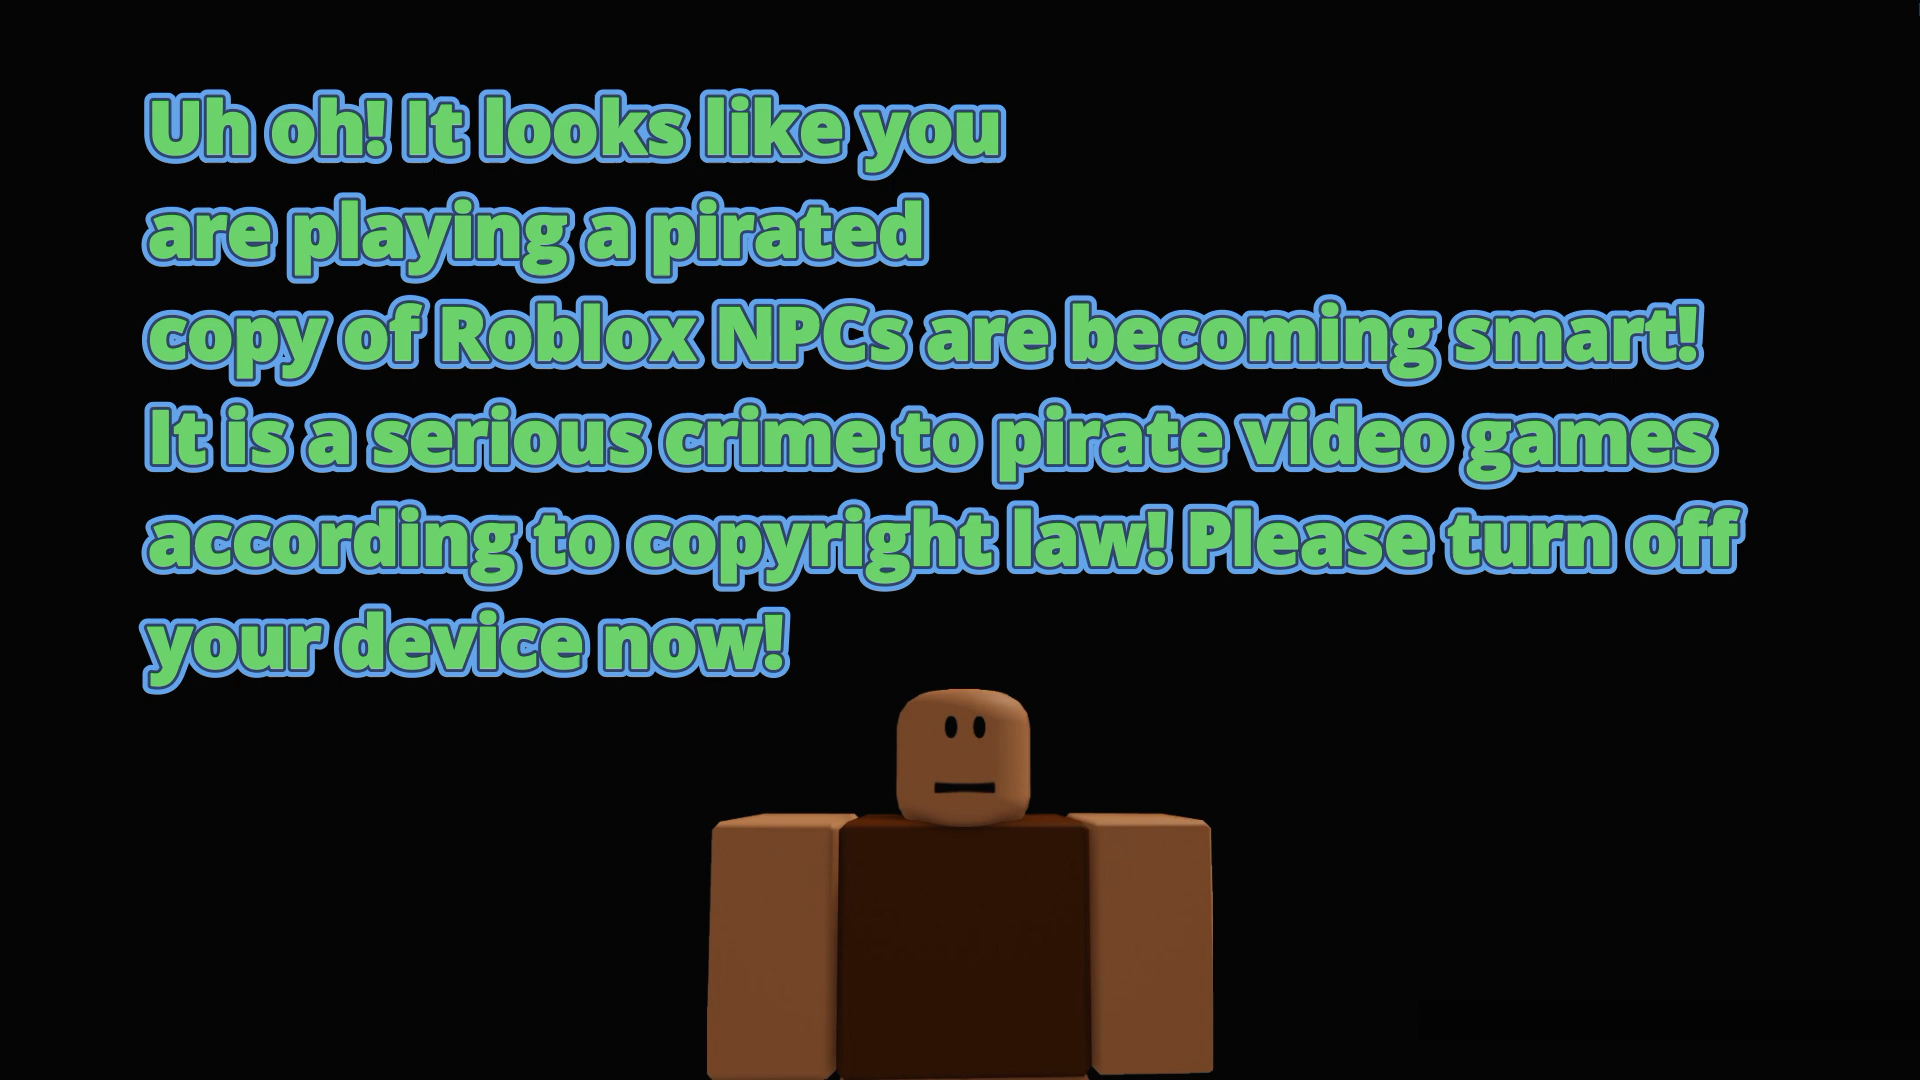 Uh oh! It looks like you
are playing a pirated
copy of Roblox NPCs are becoming smart!
It is a serious crime to pirate video games
according to copyright law! Please turn off
your device now!